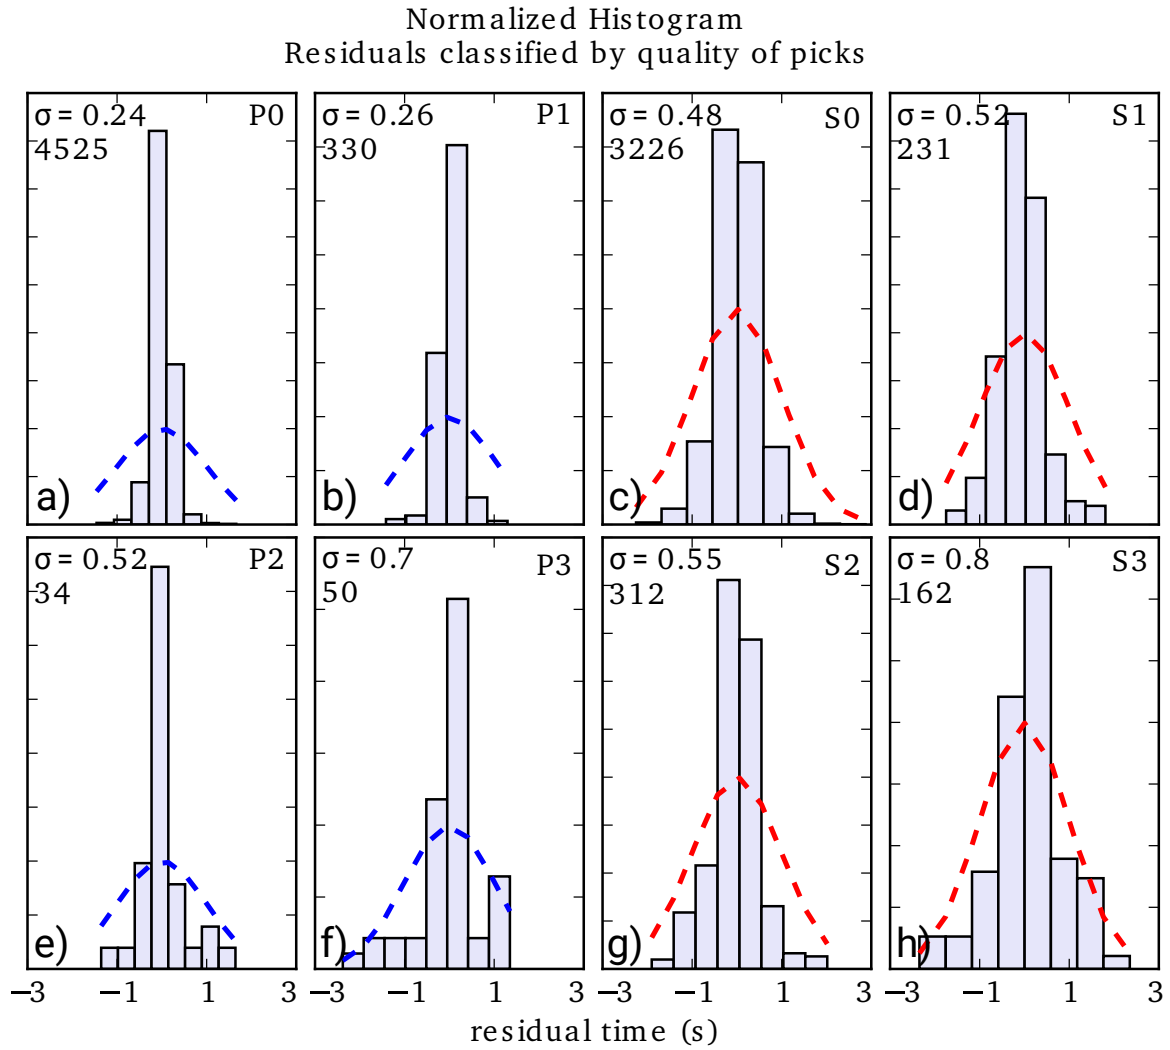 Normalized Histogram
Residuals classified by quality of picks
σ = 0.24 P0
4525
a)
σ = 0.26 P1
330
b)
σ = 0.48 S0
3226
c)
σ = 0.52 S1
231
d)
σ = 0.52 P2
34
e)
σ = 0.7 P3
50
f)
σ = 0.55 S2
312
g)
σ = 0.8 S3
162
h)
−3 −1 1 3 −3 −1 1 3 −3 −1 1 3 −3 −1 1 3
residual time (s)